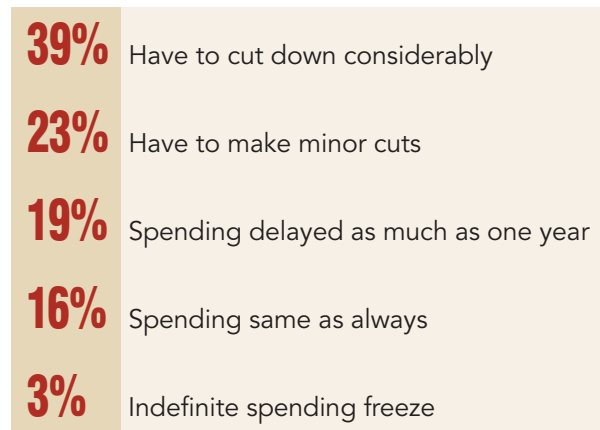 39% Have to cut down considerably
23% Have to make minor cuts
19% Spending delayed as much as one year
16% Spending same as always
3% Indefinite spending freeze